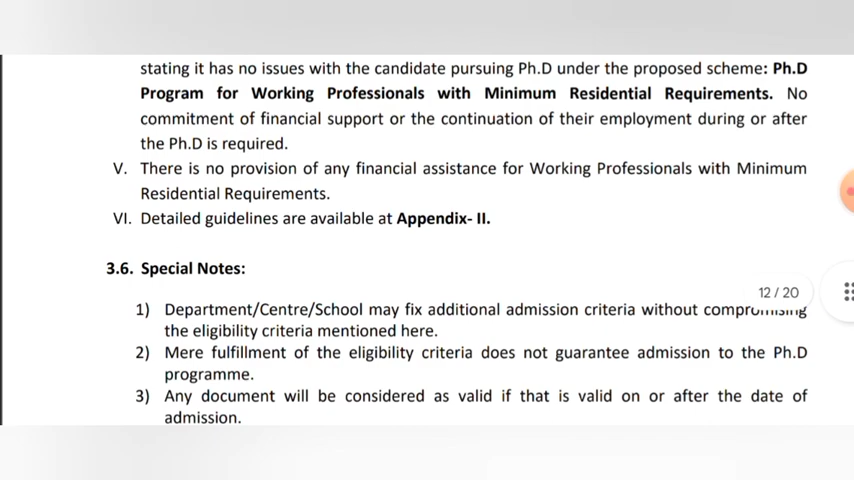 stating it has no issues with the candidate pursuing Ph.D under the proposed scheme: Ph.D
Program for Working Professionals with Minimum Residential Requirements. No
commitment of financial support or the continuation of their employment during or after
the Ph.D is required.
V. There is no provision of any financial assistance for Working Professionals with Minimum
Residential Requirements.
VI. Detailed guidelines are available at Appendix- II.
3.6. Special Notes:
12 / 20
1) Department/Centre/School may fix additional admission criteria without compromising
the eligibility criteria mentioned here.
2) Mere fulfillment of the eligibility criteria does not guarantee admission to the Ph.D
programme.
3) Any document will be considered as valid if that is valid on or after the date of
admission.